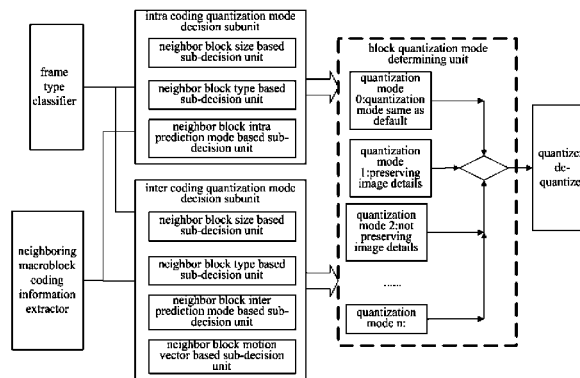 frame
type
classifier
neighboring
macroblock
coding
information
extractor
intra coding quantization mode
decision subunit
neighbor block size based
sub-decision unit
neighbor block type based
sub-decision unit
neighbor block intra
prediction mode based sub-
decision unit
inter coding quantization mode
decision subunit
neighbor block size based
sub-decision unit
neighbor block type based
sub-decision unit
neighbor block inter
prediction mode based sub-
decision unit
neighbor block motion
vector based sub-decision
unit
block quantization mode
determining unit
quantization
mode
0:quantization
mode same as
default
quantization
mode
1:preserving
image details
quantization
mode 2:not
preserving
image details
......
quantization
mode n:
quantizer
de-
quantize